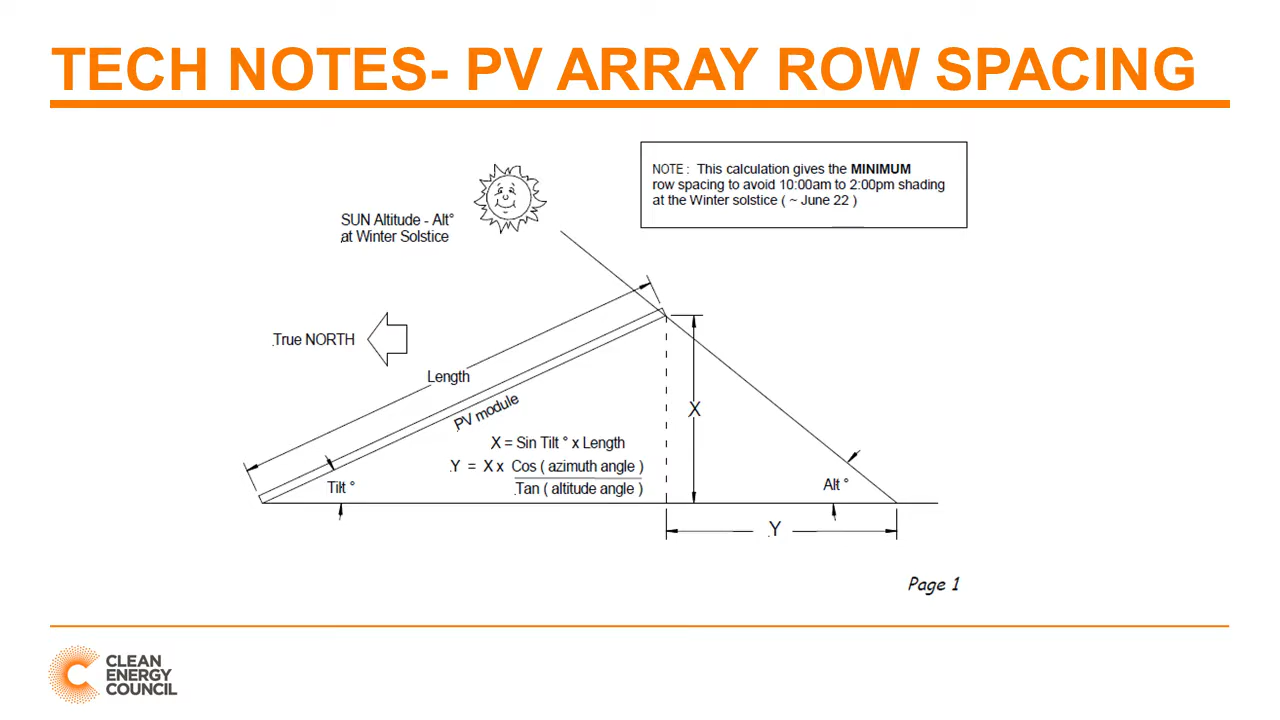 TECH NOTES- PV ARRAY ROW SPACING
NOTE : This calculation gives the MINIMUM
row spacing to avoid 10:00am to 2:00pm shading
at the Winter solstice ( ~ June 22 )
SUN Altitude - Alt°
at Winter Solstice
True NORTH
Length
PV module
X
X = Sin Tilt ° x Length
Y = X x Cos ( azimuth angle )
Tan ( altitude angle )
Tilt °
Alt °
Y
Page 1
CLEAN
ENERGY
COUNCIL